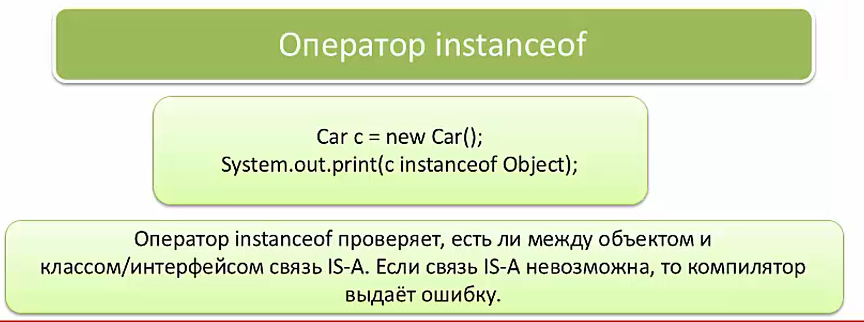 Оператор instanceof
Car c = new Car();
System.out.print(c instanceof Object);
Оператор instanceof проверяет, есть ли между объектом и
классом/интерфейсом связь IS-A. Если связь IS-A невозможна, то компилятор
выдаёт ошибку.